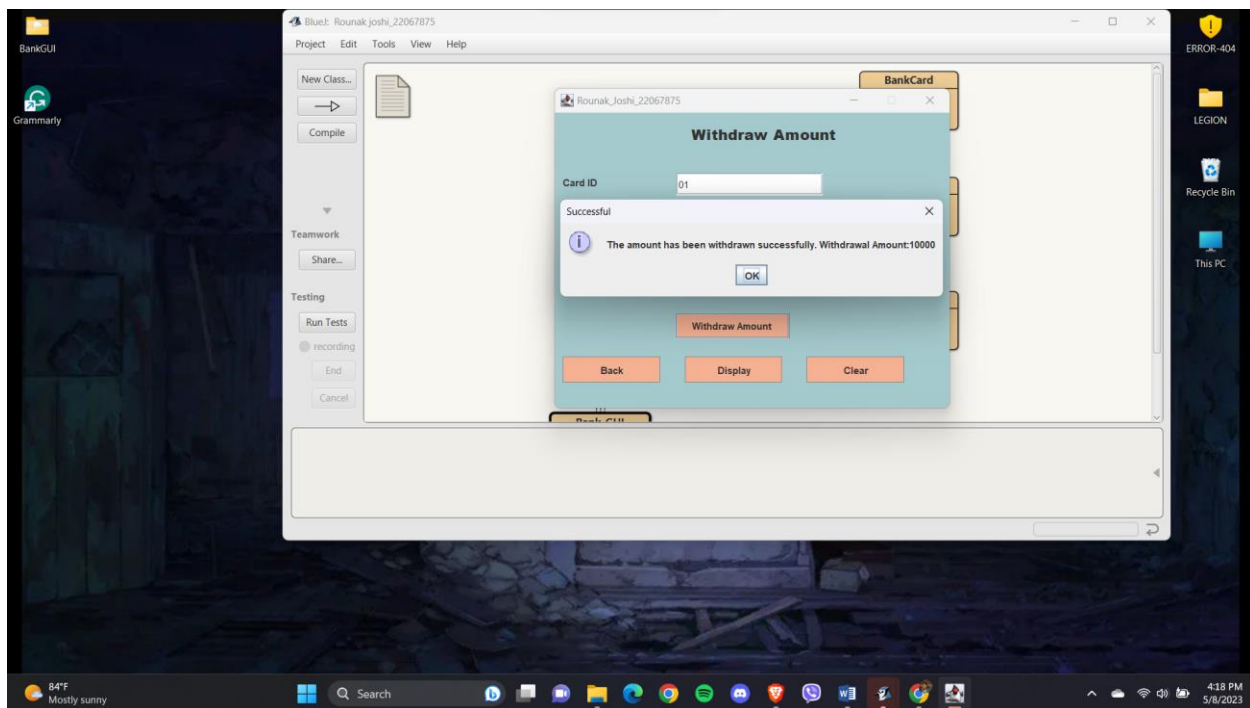 BankGUI
Grammarly
BlueJ: Rounak joshi_22067875
Project Edit Tools View Help
New Class...
Compile
Teamwork
Share...
Testing
Run Tests
recording
End
Cancel
BankCard
Rounak_Joshi_22067875
Withdraw Amount
Card ID 01
Successful
The amount has been withdrawn successfully. Withdrawal Amount:10000
OK
Withdraw Amount
Back Display Clear
ERROR-404
LEGION
Recycle Bin
This PC
84°F
Mostly sunny
Search
4:18 PM
5/8/2023